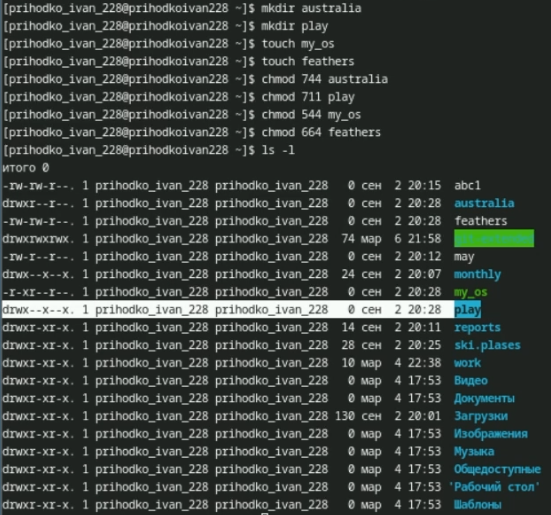 [prihodko_ivan_228@prihodkoivan228 ~]$ mkdir australia
[prihodko_ivan_228@prihodkoivan228 ~]$ mkdir play
[prihodko_ivan_228@prihodkoivan228 ~]$ touch my_os
[prihodko_ivan_228@prihodkoivan228 ~]$ touch feathers
[prihodko_ivan_228@prihodkoivan228 ~]$ chmod 744 australia
[prihodko_ivan_228@prihodkoivan228 ~]$ chmod 711 play
[prihodko_ivan_228@prihodkoivan228 ~]$ chmod 544 my_os
[prihodko_ivan_228@prihodkoivan228 ~]$ chmod 664 feathers
[prihodko_ivan_228@prihodkoivan228 ~]$ ls -l
итого 0
-rw-rw-r--. 1 prihodko_ivan_228 prihodko_ivan_228 0 сен 2 20:15 abc1
drwxr--r--. 1 prihodko_ivan_228 prihodko_ivan_228 0 сен 2 20:28 australia
-rw-rw-r--. 1 prihodko_ivan_228 prihodko_ivan_228 0 сен 2 20:28 feathers
drwxrwxrwx. 1 prihodko_ivan_228 prihodko_ivan_228 74 мар 6 21:58
-rw-r--r--. 1 prihodko_ivan_228 prihodko_ivan_228 0 сен 2 20:12 may
drwx--x--x. 1 prihodko_ivan_228 prihodko_ivan_228 24 сен 2 20:07 monthly
-r-xr--r--. 1 prihodko_ivan_228 prihodko_ivan_228 0 сен 2 20:28 my_os
drwx--x--x. 1 prihodko_ivan_228 prihodko_ivan_228 0 сен 2 20:28 play
drwxr-xr-x. 1 prihodko_ivan_228 prihodko_ivan_228 14 сен 2 20:11 reports
drwxr-xr-x. 1 prihodko_ivan_228 prihodko_ivan_228 28 сен 2 20:25 ski.plases
drwxr-xr-x. 1 prihodko_ivan_228 prihodko_ivan_228 10 мар 4 22:38 work
drwxr-xr-x. 1 prihodko_ivan_228 prihodko_ivan_228 0 мар 4 17:53 Видео
drwxr-xr-x. 1 prihodko_ivan_228 prihodko_ivan_228 0 мар 4 17:53 Документы
drwxr-xr-x. 1 prihodko_ivan_228 prihodko_ivan_228 130 сен 2 20:01 Загрузки
drwxr-xr-x. 1 prihodko_ivan_228 prihodko_ivan_228 0 мар 4 17:53 Изображения
drwxr-xr-x. 1 prihodko_ivan_228 prihodko_ivan_228 0 мар 4 17:53 Музыка
drwxr-xr-x. 1 prihodko_ivan_228 prihodko_ivan_228 0 мар 4 17:53 Общедоступные
drwxr-xr-x. 1 prihodko_ivan_228 prihodko_ivan_228 0 мар 4 17:53 'Рабочий стол'
drwxr-xr-x. 1 prihodko_ivan_228 prihodko_ivan_228 0 мар 4 17:53 Шаблоны